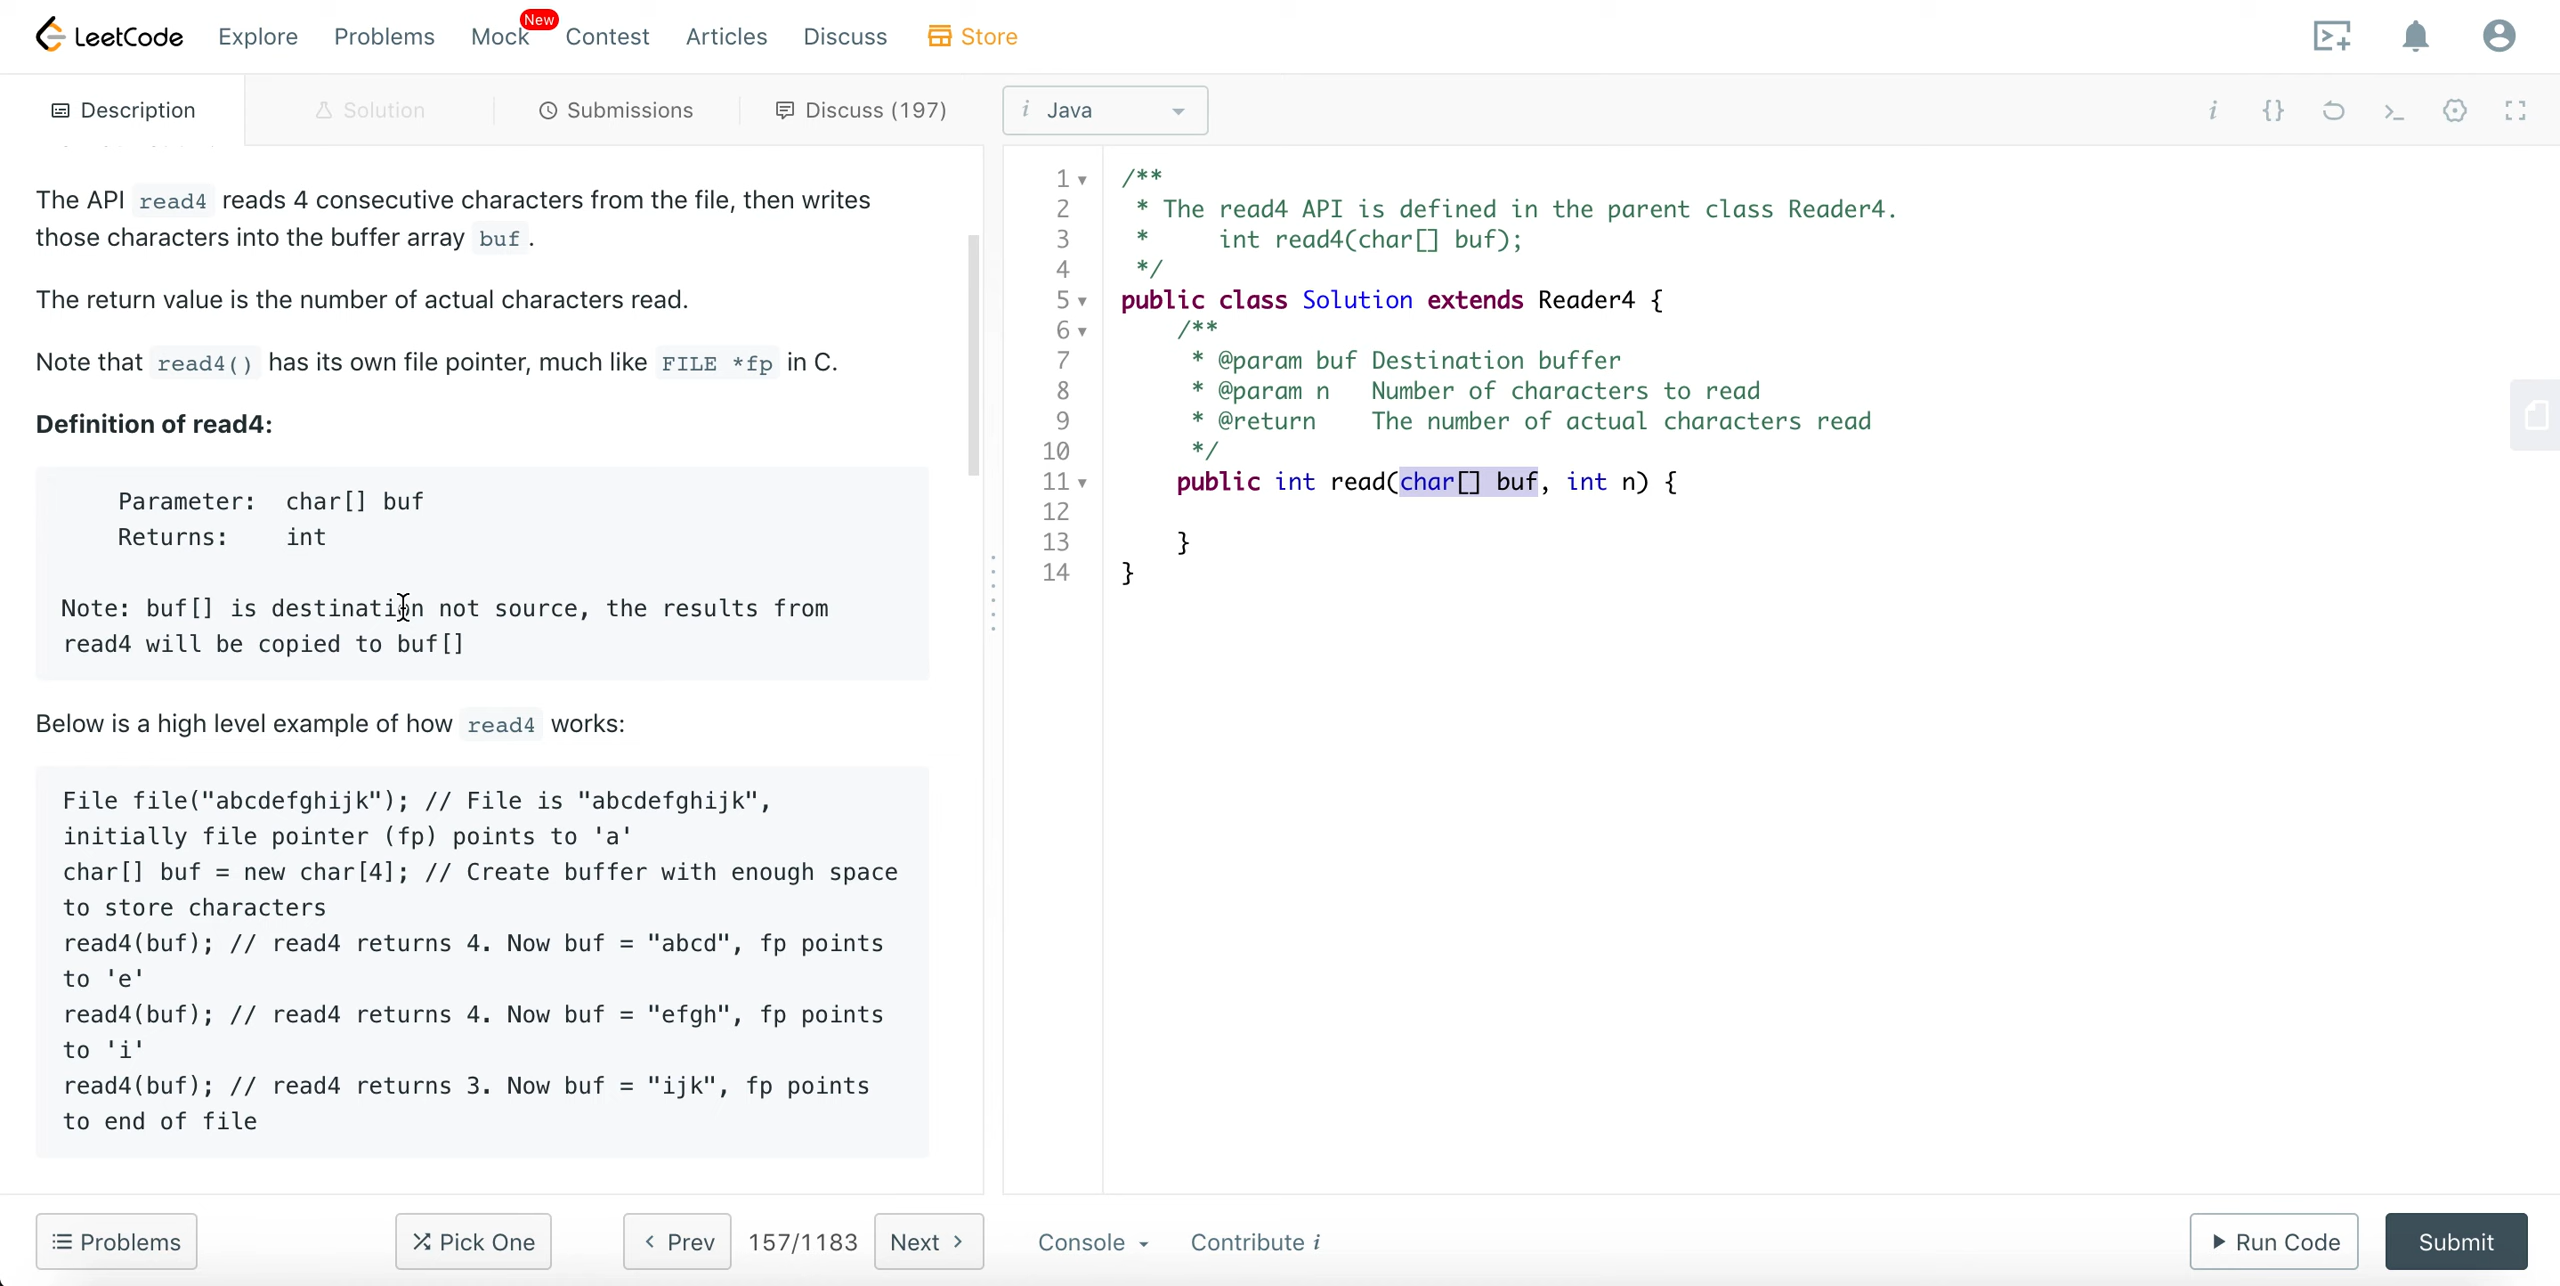 LeetCode Explore Problems Mock New Contest Articles Discuss Store
Description Solution Submissions Discuss (197) i Java i {}
The API read4 reads 4 consecutive characters from the file, then writes
those characters into the buffer array buf .
The return value is the number of actual characters read.
Note that read4() has its own file pointer, much like FILE *fp in C.
Definition of read4:
Parameter: char[] buf
Returns: int
Note: buf[] is destination not source, the results from
read4 will be copied to buf[]
Below is a high level example of how read4 works:
File file("abcdefghijk"); // File is "abcdefghijk",
initially file pointer (fp) points to 'a'
char[] buf = new char[4]; // Create buffer with enough space
to store characters
read4(buf); // read4 returns 4. Now buf = "abcd", fp points
to 'e'
read4(buf); // read4 returns 4. Now buf = "efgh", fp points
to 'i'
read4(buf); // read4 returns 3. Now buf = "ijk", fp points
to end of file
1 /**
2 * The read4 API is defined in the parent class Reader4.
3 * int read4(char[] buf);
4 */
5 public class Solution extends Reader4 {
6 /**
7 * @param buf Destination buffer
8 * @param n Number of characters to read
9 * @return The number of actual characters read
10 */
11 public int read(char[] buf, int n) {
12
13 }
14 }
Problems Pick One Prev 157/1183 Next Console Contribute i Run Code Submit